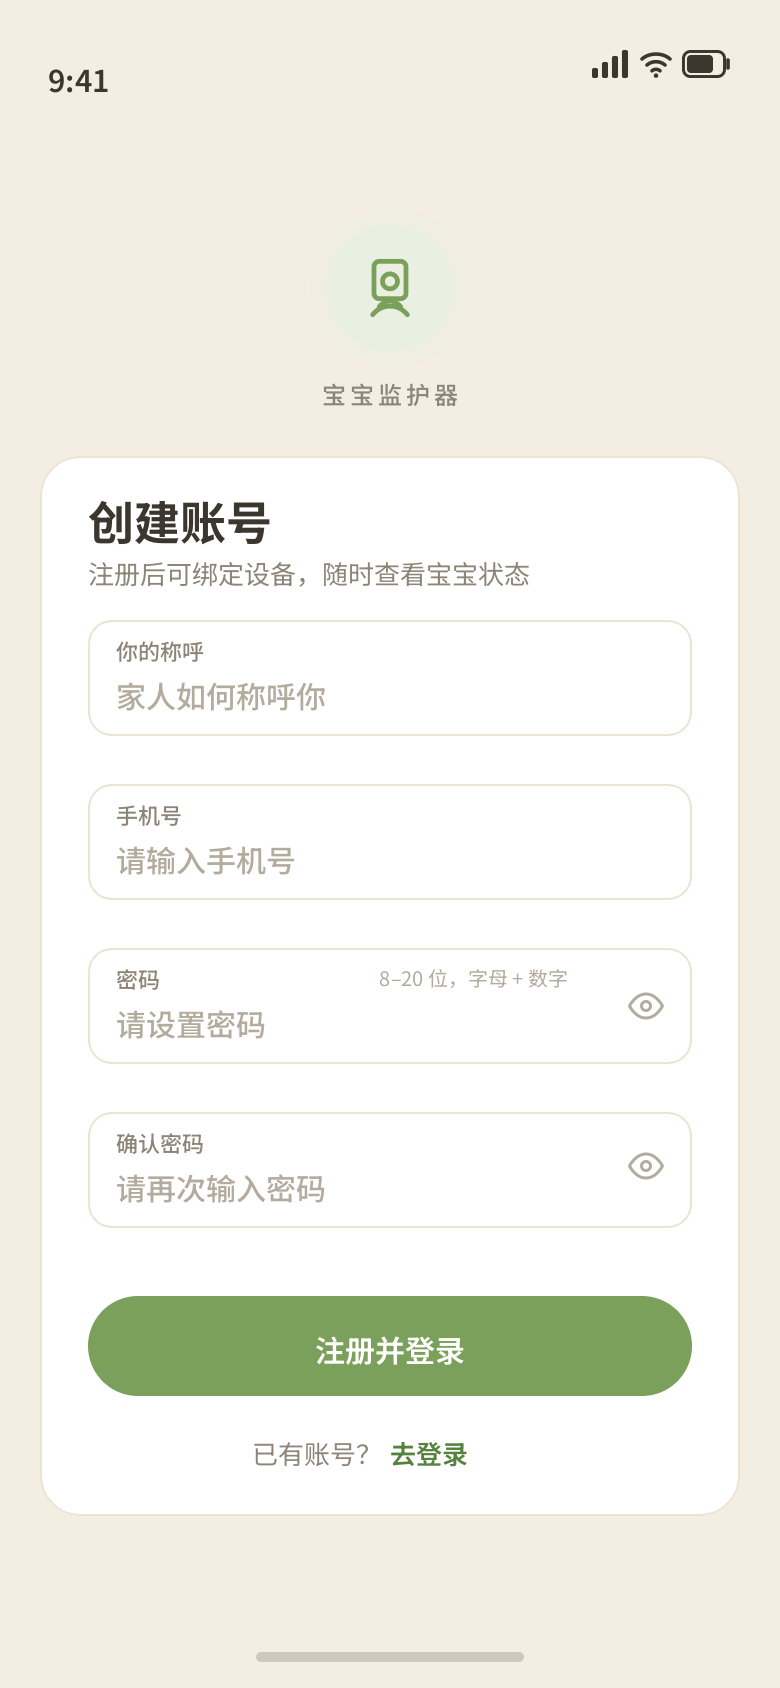 9:41
宝宝监护器
创建账号
注册后可绑定设备，随时查看宝宝状态
你的称呼
家人如何称呼你
手机号
请输入手机号
密码 8–20 位，字母 + 数字
请设置密码
确认密码
请再次输入密码
注册并登录
已有账号？ 去登录